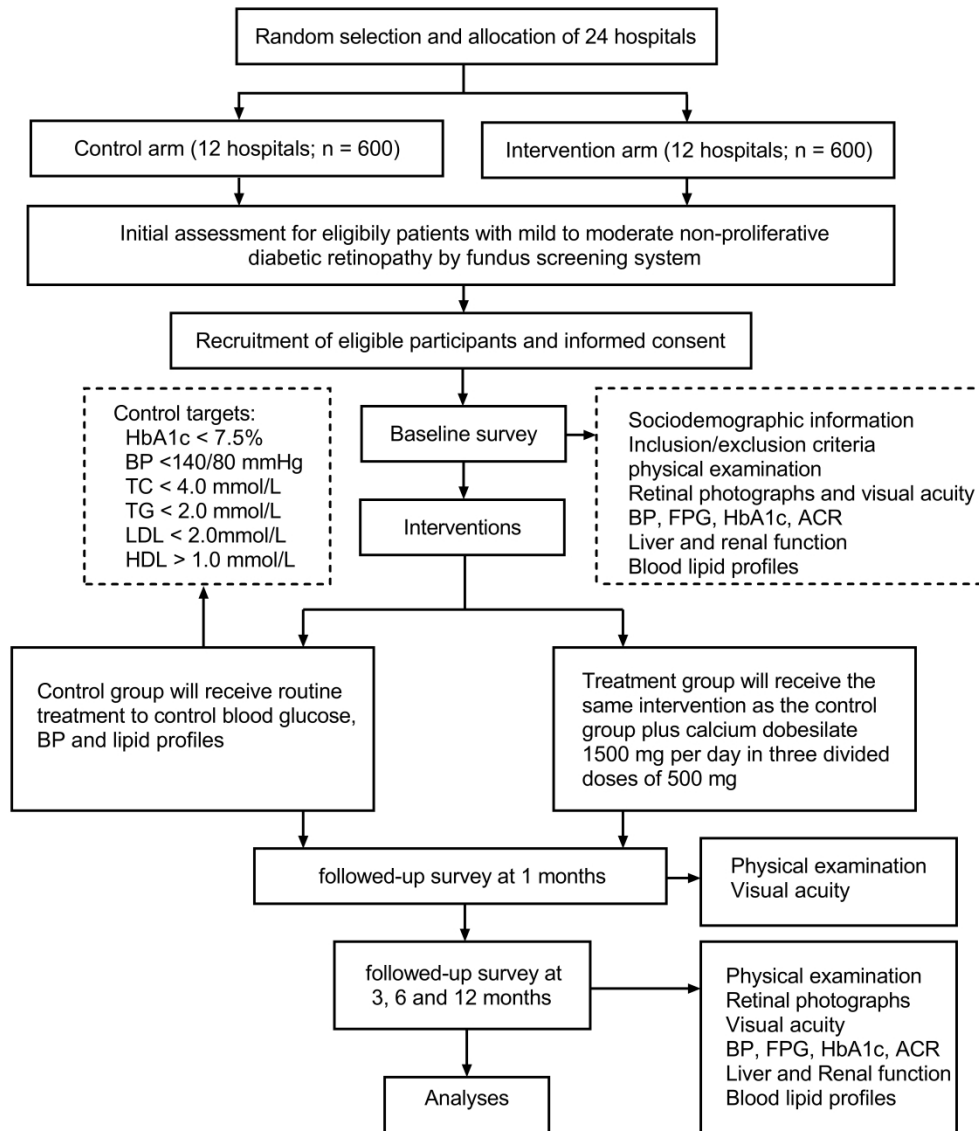 Random selection and allocation of 24 hospitals
Control arm (12 hospitals; n = 600)
Intervention arm (12 hospitals; n = 600)
Initial assessment for eligibily patients with mild to moderate non-proliferative
diabetic retinopathy by fundus screening system
Recruitment of eligible participants and informed consent
Control targets:
HbA1c < 7.5%
BP <140/80 mmHg
TC < 4.0 mmol/L
TG < 2.0 mmol/L
LDL < 2.0mmol/L
HDL > 1.0 mmol/L
Baseline survey
Sociodemographic information
Inclusion/exclusion criteria
physical examination
Retinal photographs and visual acuity
BP, FPG, HbA1c, ACR
Liver and renal function
Blood lipid profiles
Interventions
Control group will receive routine
treatment to control blood glucose,
BP and lipid profiles
Treatment group will receive the
same intervention as the control
group plus calcium dobesilate
1500 mg per day in three divided
doses of 500 mg
followed-up survey at 1 months
Physical examination
Visual acuity
followed-up survey at
3, 6 and 12 months
Physical examination
Retinal photographs
Visual acuity
BP, FPG, HbA1c, ACR
Liver and Renal function
Blood lipid profiles
Analyses